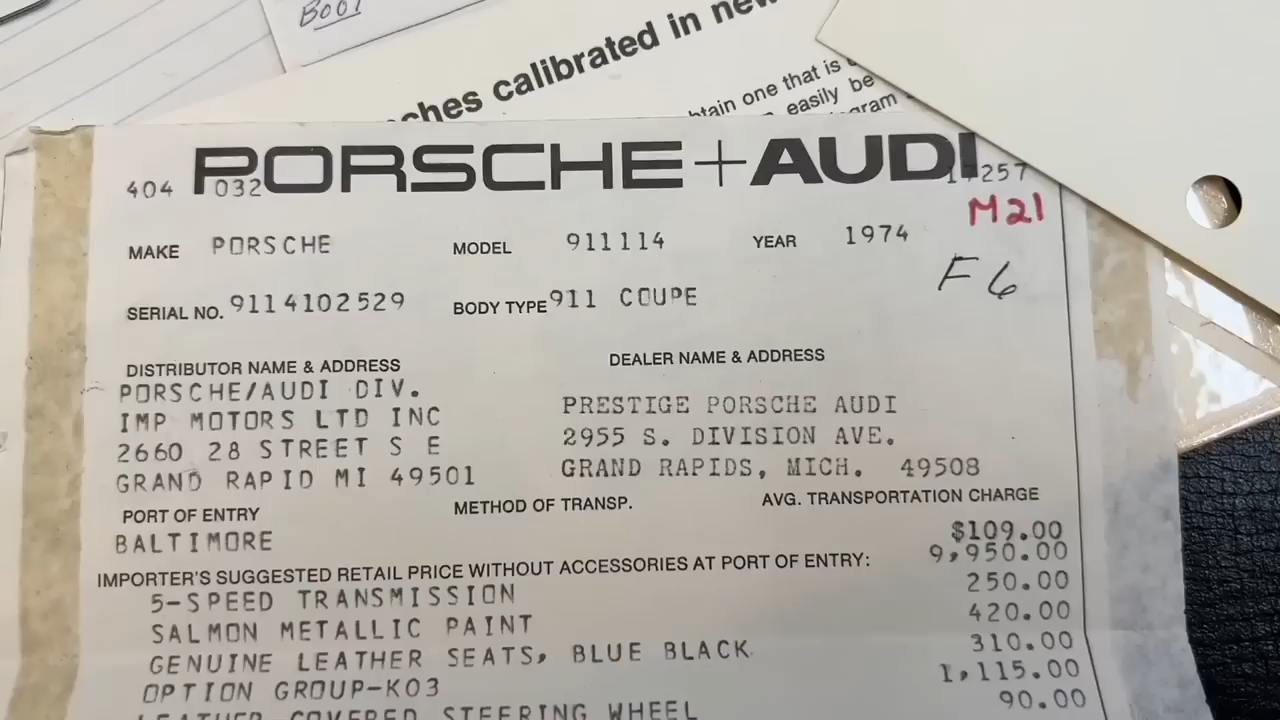 Boot
ches calibrated in new
btain one that is
easily be
gram
PORSCHE+AUDI
404 032 17257
M21
MAKE PORSCHE MODEL 911114 YEAR 1974
F6
SERIAL NO. 9114102529 BODY TYPE 911 COUPE
DISTRIBUTOR NAME & ADDRESS DEALER NAME & ADDRESS
PORSCHE/AUDI DIV.
IMP MOTORS LTD INC PRESTIGE PORSCHE AUDI
2660 28 STREET S E 2955 S. DIVISION AVE.
GRAND RAPID MI 49501 GRAND RAPIDS, MICH. 49508
PORT OF ENTRY METHOD OF TRANSP. AVG. TRANSPORTATION CHARGE
BALTIMORE $109.00
IMPORTER'S SUGGESTED RETAIL PRICE WITHOUT ACCESSORIES AT PORT OF ENTRY: 9,950.00
5-SPEED TRANSMISSION 250.00
SALMON METALLIC PAINT 420.00
GENUINE LEATHER SEATS, BLUE BLACK 310.00
OPTION GROUP-K03 1,115.00
LEATHER COVERED STEERING WHEEL 90.00